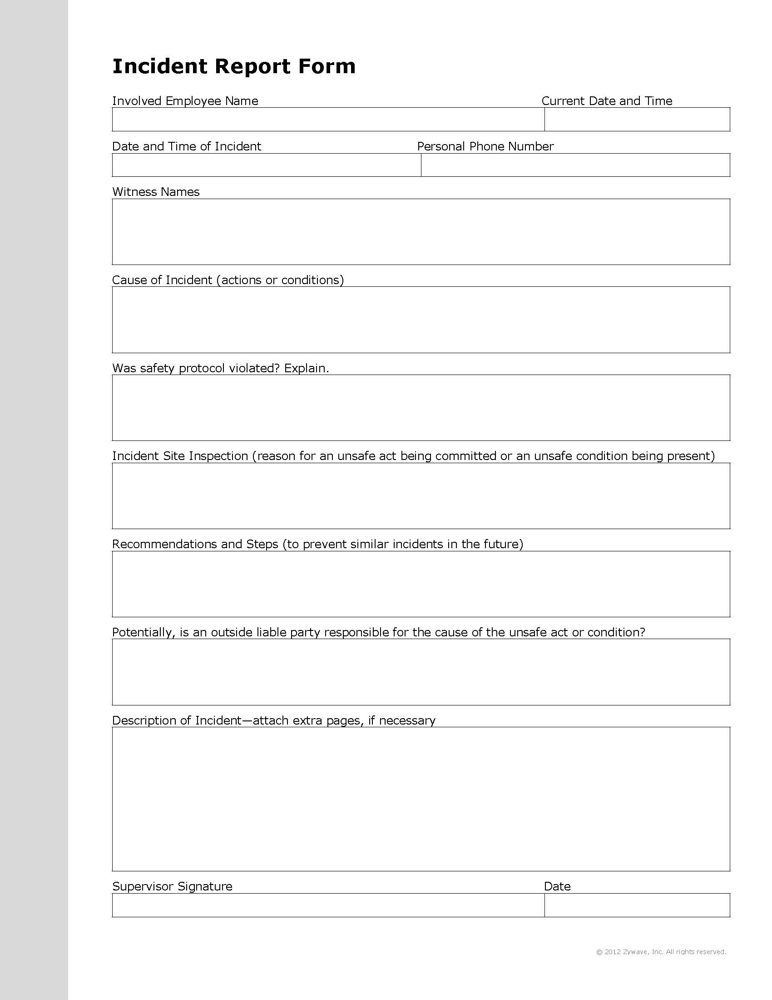 Incident Report Form
Involved Employee Name Current Date and Time
Date and Time of Incident Personal Phone Number
Witness Names
Cause of Incident (actions or conditions)
Was safety protocol violated? Explain.
Incident Site Inspection (reason for an unsafe act being committed or an unsafe condition being present)
Recommendations and Steps (to prevent similar incidents in the future)
Potentially, is an outside liable party responsible for the cause of the unsafe act or condition?
Description of Incident—attach extra pages, if necessary
Supervisor Signature Date
© 2012 Zywave, Inc. All rights reserved.